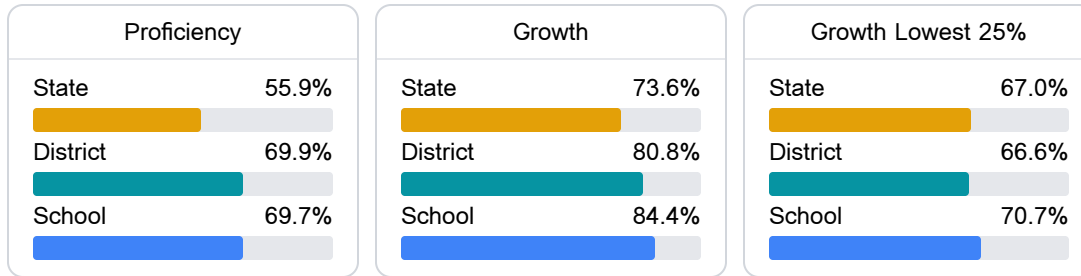 Proficiency
State 55.9%
District 69.9%
School 69.7%
Growth
State 73.6%
District 80.8%
School 84.4%
Growth Lowest 25%
State 67.0%
District 66.6%
School 70.7%